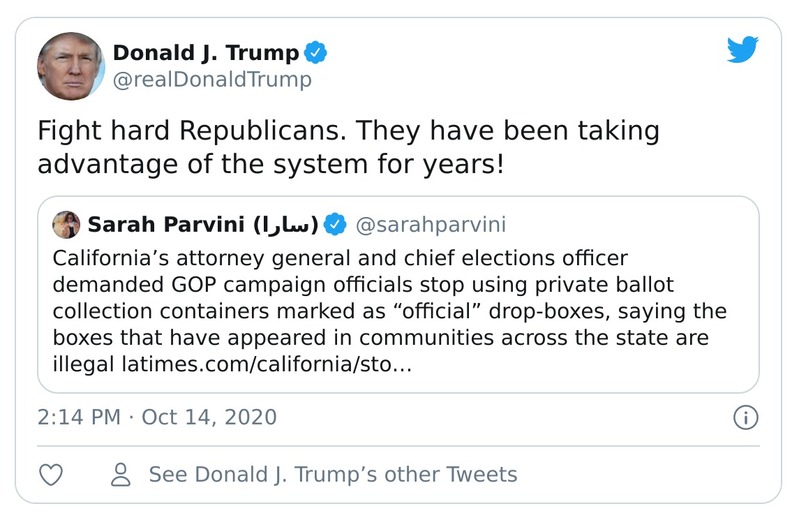 Donald J. Trump
@realDonaldTrump
Fight hard Republicans. They have been taking
advantage of the system for years!
Sarah Parvini (سارا) @sarahparvini
California’s attorney general and chief elections officer
demanded GOP campaign officials stop using private ballot
collection containers marked as “official” drop-boxes, saying the
boxes that have appeared in communities across the state are
illegal latimes.com/california/sto…
2:14 PM · Oct 14, 2020
See Donald J. Trump’s other Tweets